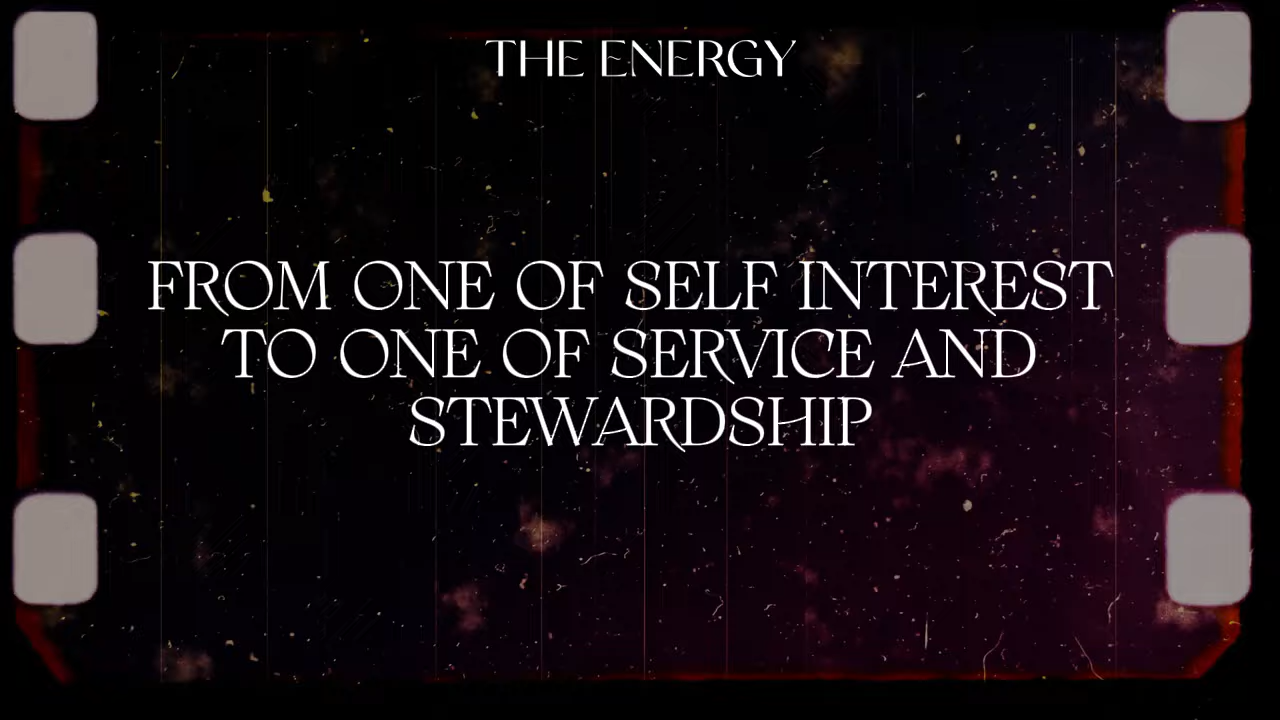 THE ENERGY
FROM ONE OF SELF INTEREST
TO ONE OF SERVICE AND
STEWARDSHIP